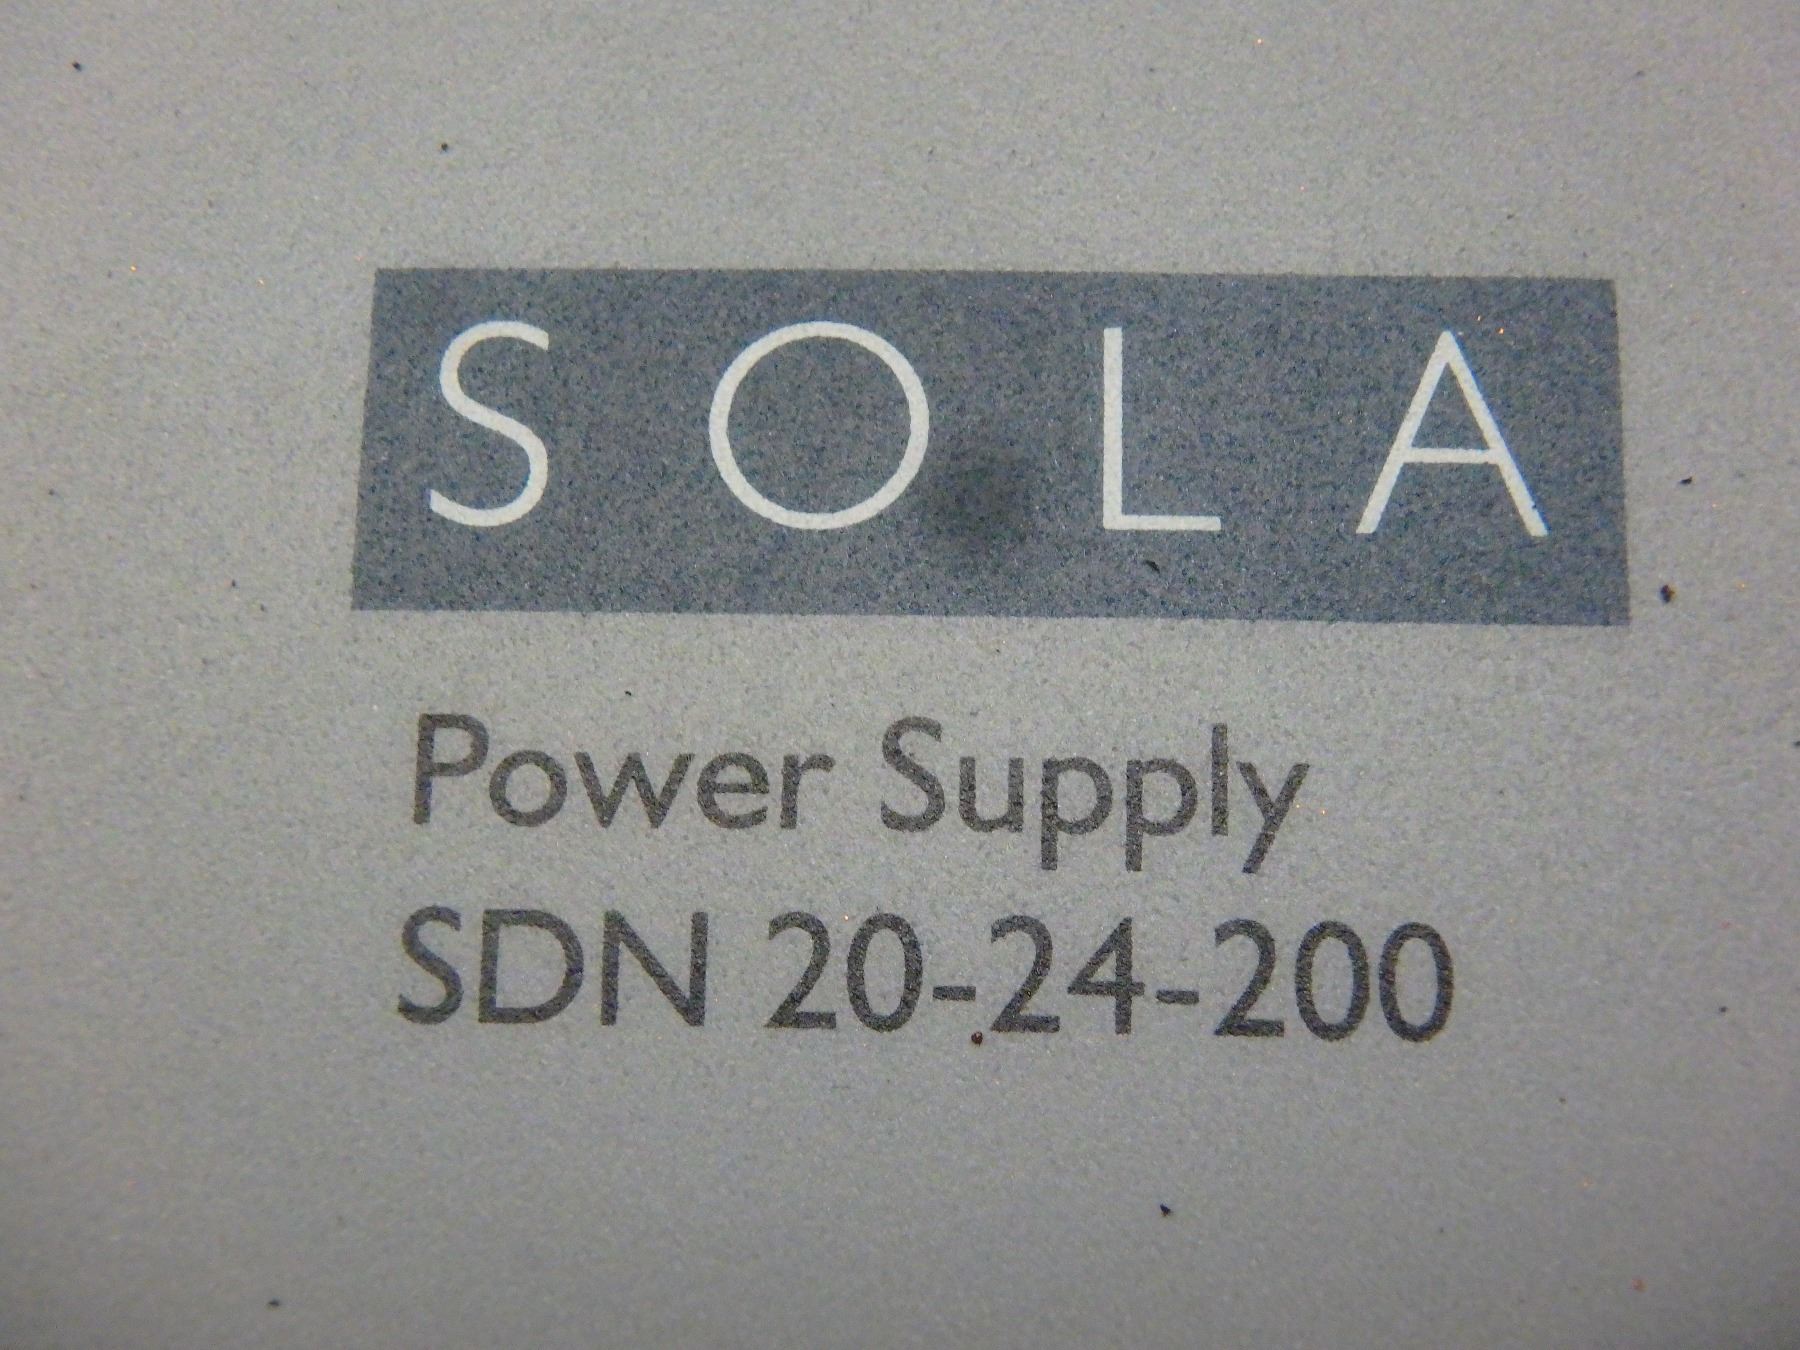 SOLA
Power Supply
SDN 20-24-200